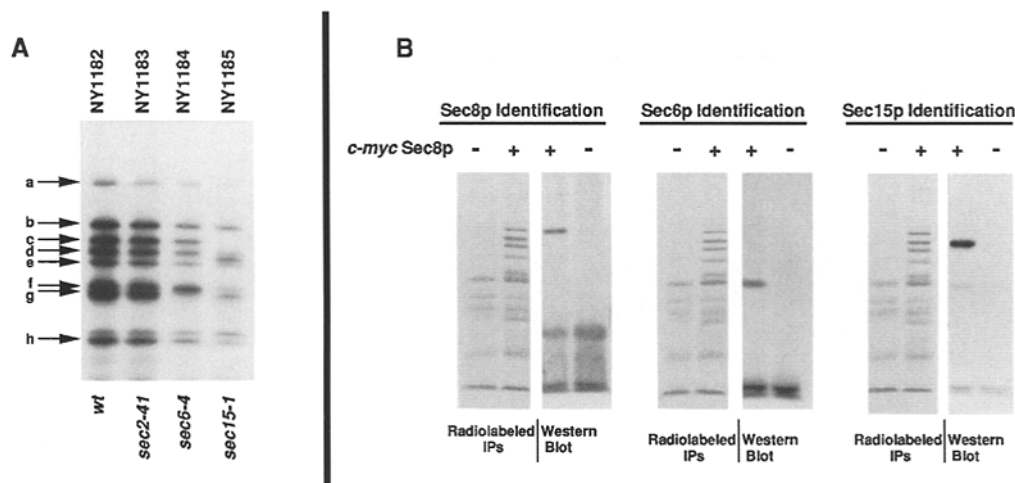 A
NY1182
NY1183
NY1184
NY1185
a
b
c
d
e
f
g
h
wt
sec2-41
sec6-4
sec15-1
B
Sec8p Identification
Sec6p Identification
Sec15p Identification
c-myc Sec8p
- + + -
- + + -
- + + -
Radiolabeled IPs
Western Blot
Radiolabeled IPs
Western Blot
Radiolabeled IPs
Western Blot